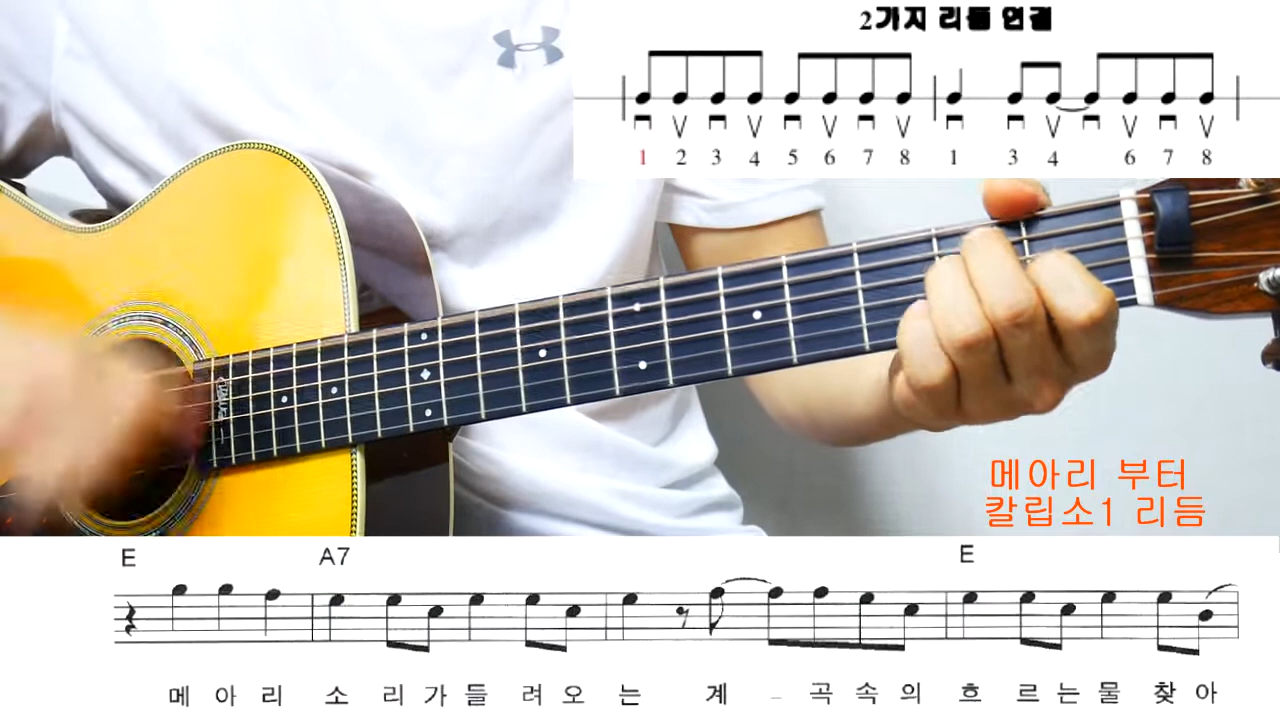 2가지 리듬 연결
1 2 3 4 5 6 7 8 1 3 4 6 7 8
메아리 부터
칼립소1 리듬
E A7 E
메 아 리 소 리 가 들 려 오 는 계 _ 곡 속 의 흐 르 는 물 찾 아